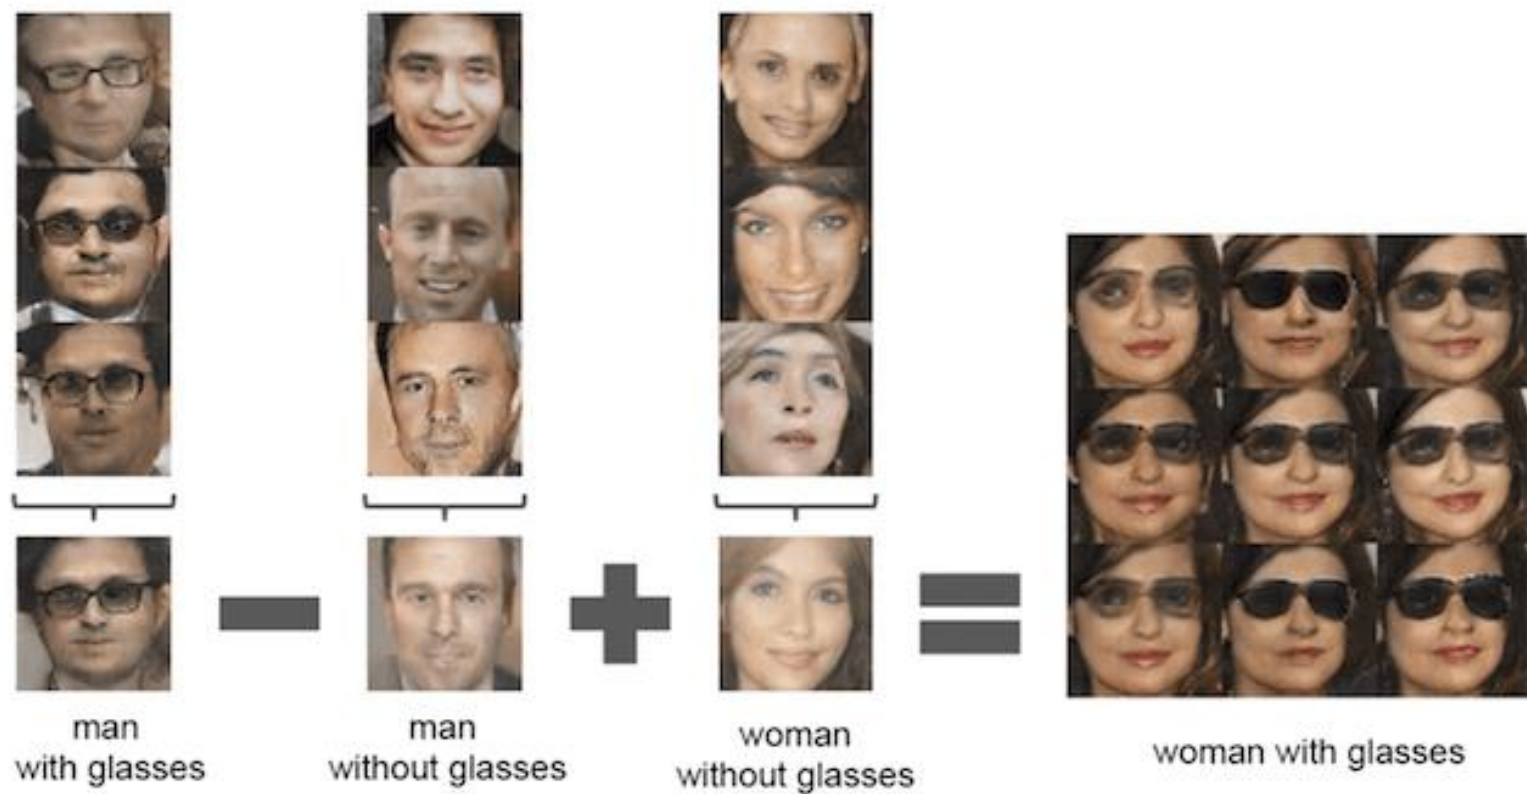 man
with glasses
man
without glasses
woman
without glasses
woman with glasses